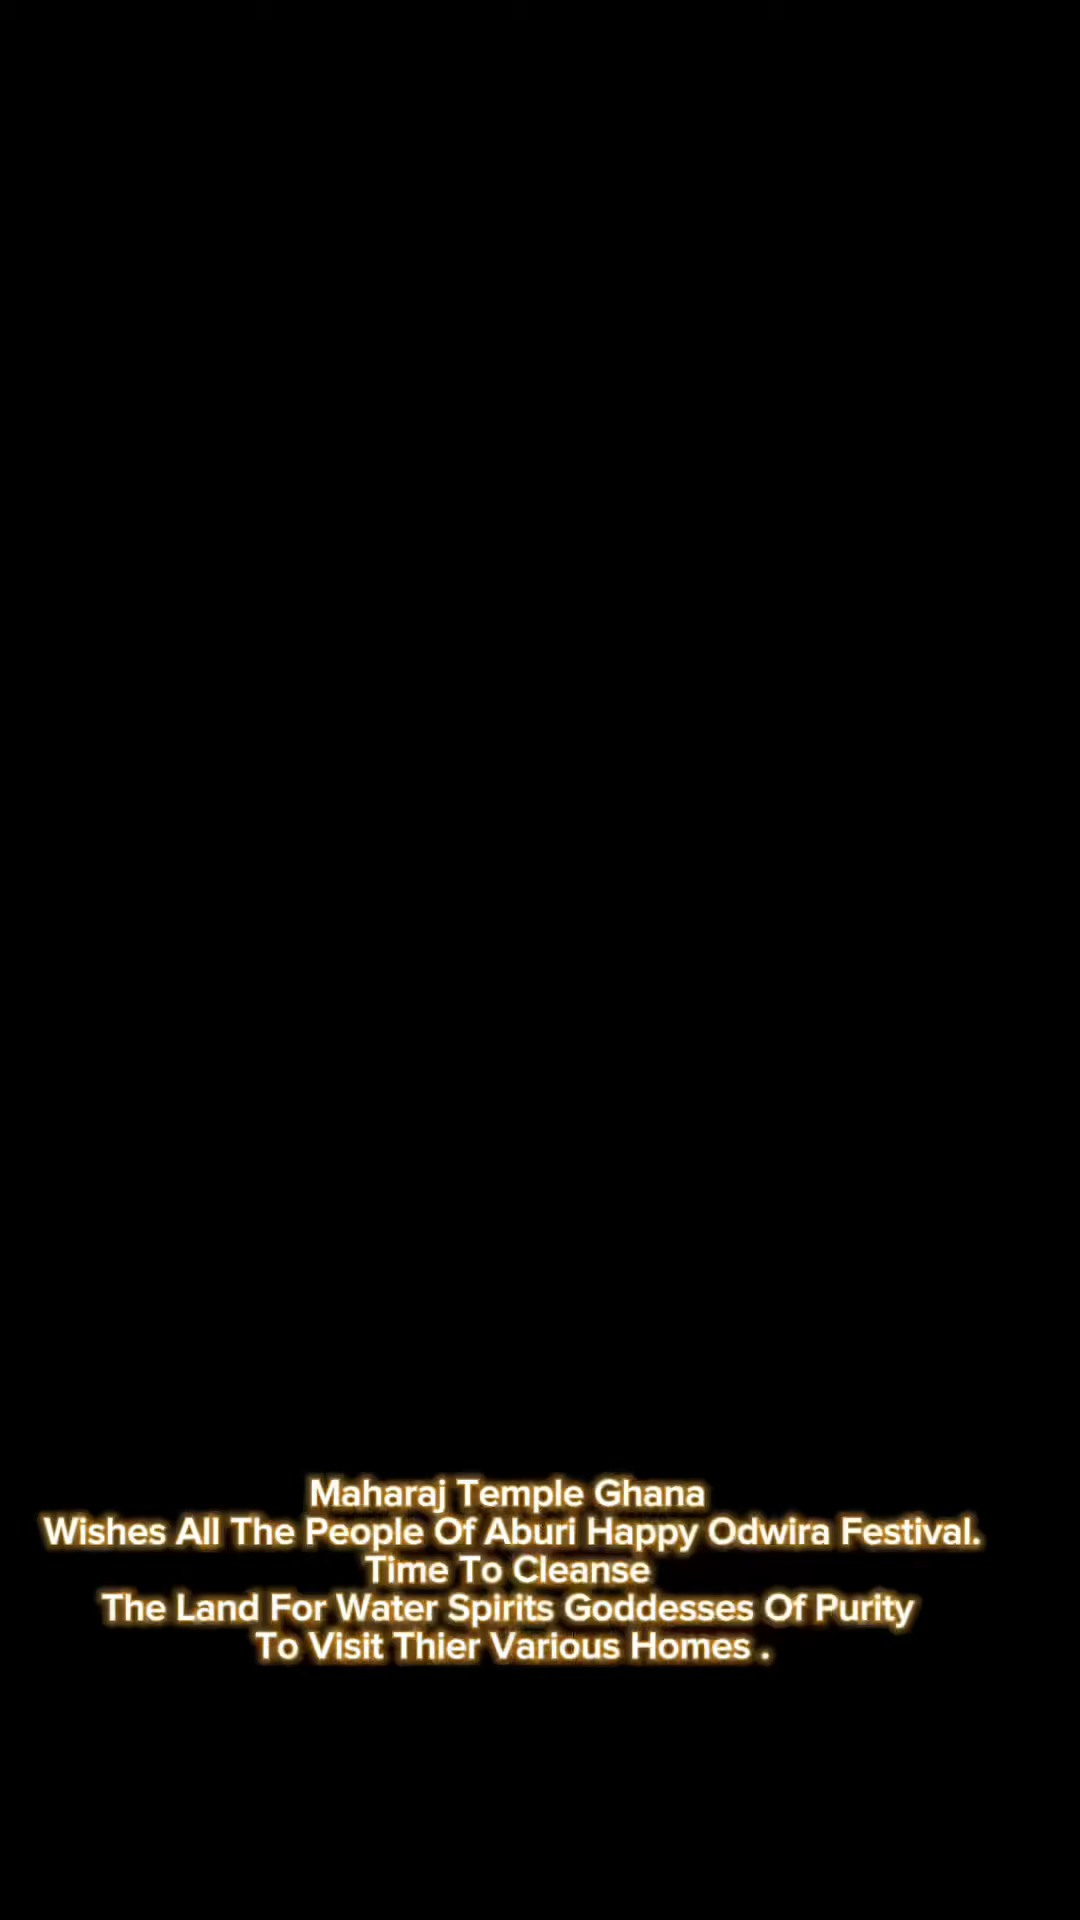 Maharaj Temple Ghana
Wishes All The People Of Aburi Happy Odwira Festival.
Time To Cleanse
The Land For Water Spirits Goddesses Of Purity
To Visit Thier Various Homes .